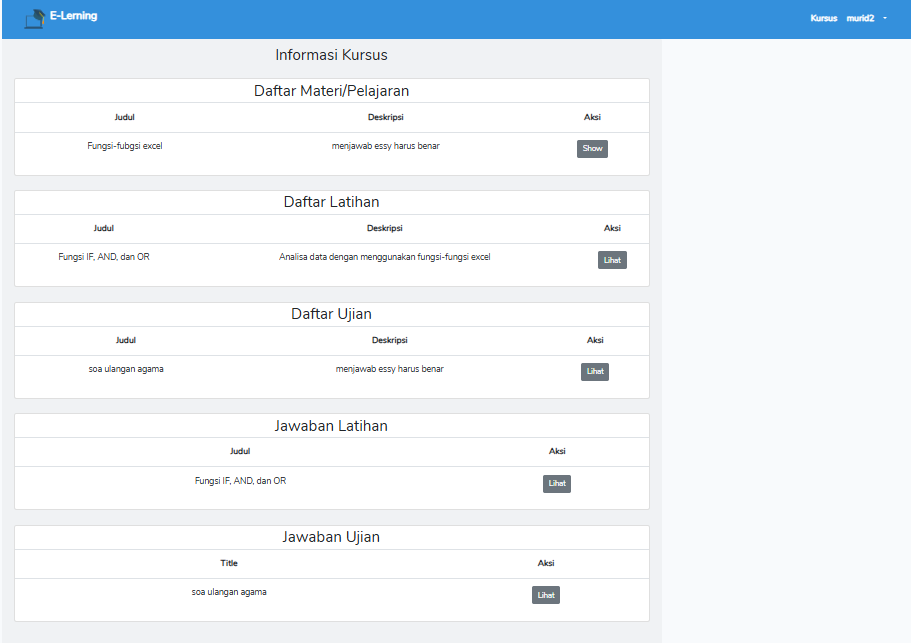 E-Lerning
Kursus murid2
Informasi Kursus
Daftar Materi/Pelajaran
Judul Deskripsi Aksi
Fungsi-fubgsi excel menjawab essy harus benar Show
Daftar Latihan
Judul Deskripsi Aksi
Fungsi IF, AND, dan OR Analisa data dengan menggunakan fungsi-fungsi excel Lihat
Daftar Ujian
Judul Deskripsi Aksi
soa ulangan agama menjawab essy harus benar Lihat
Jawaban Latihan
Judul Aksi
Fungsi IF, AND, dan OR Lihat
Jawaban Ujian
Title Aksi
soa ulangan agama Lihat